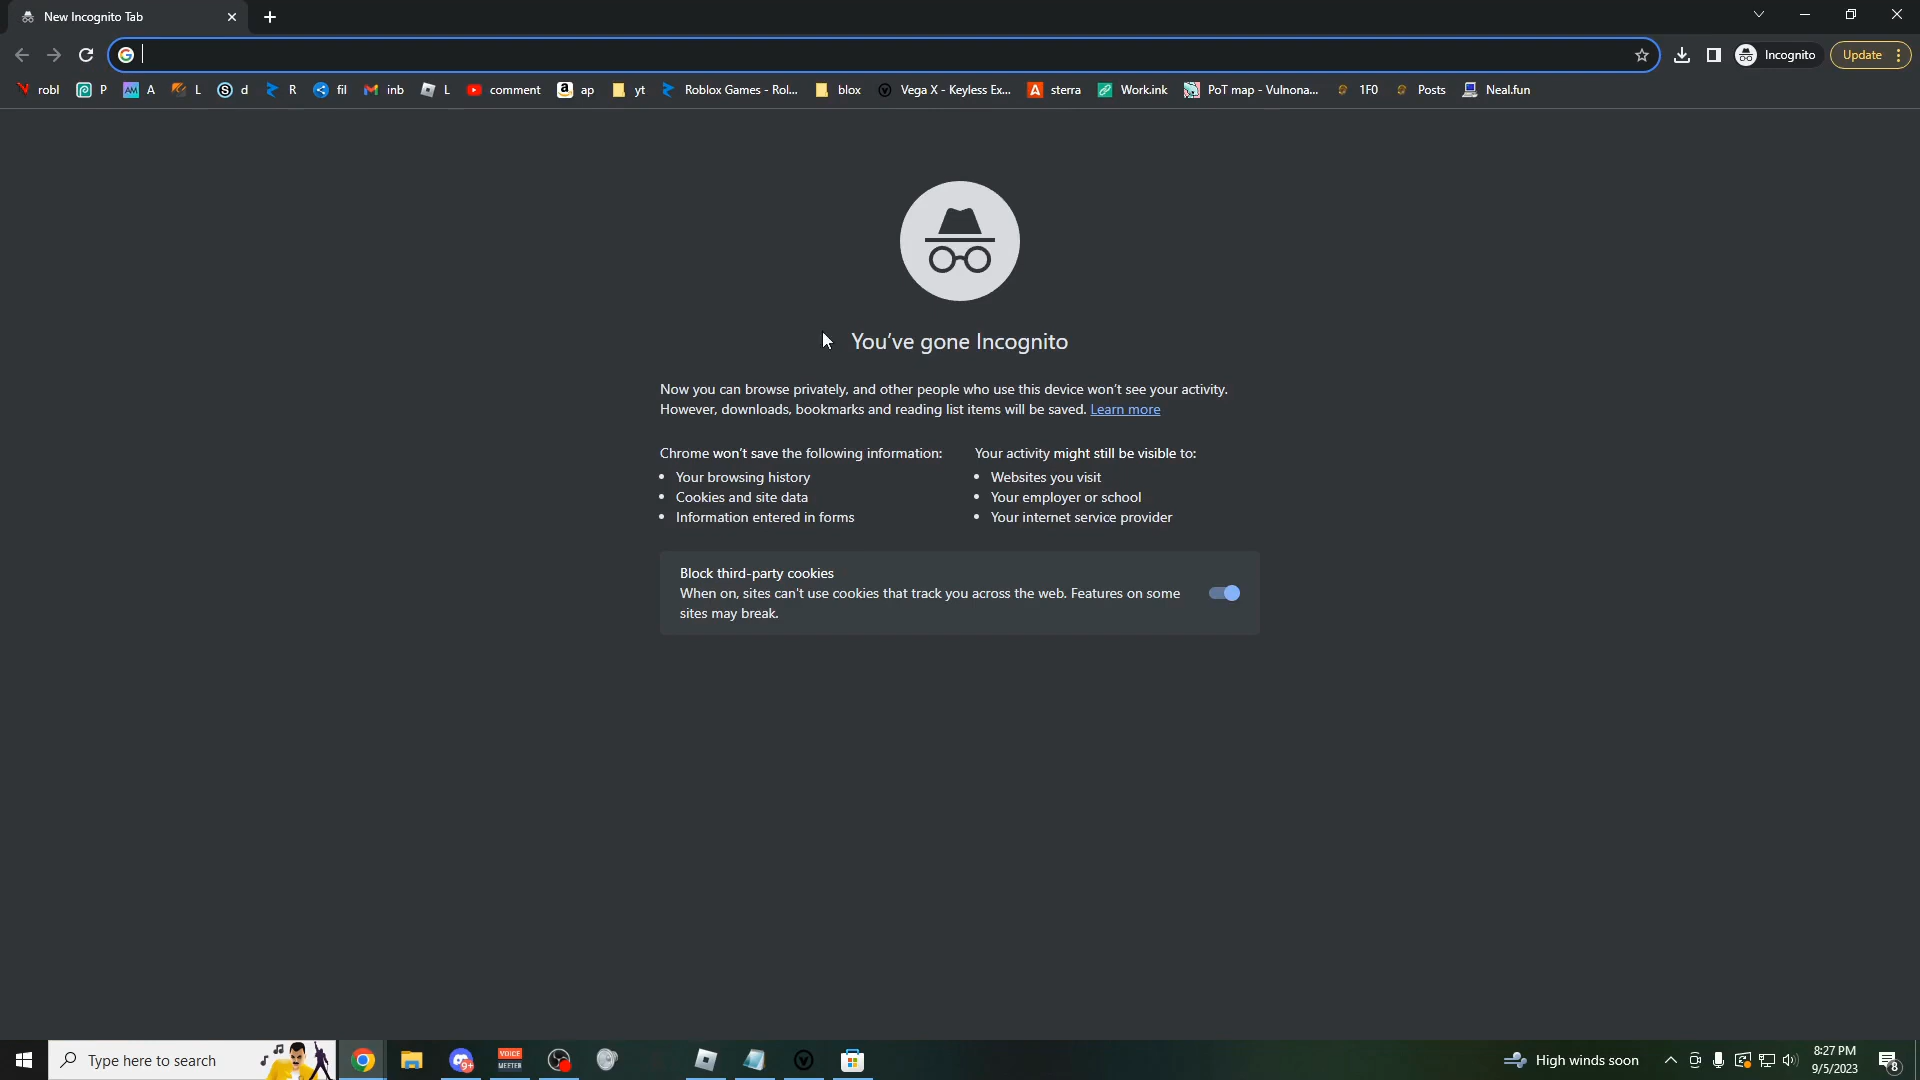 New Incognito Tab
Incognito
Update
robl
P
A
L
d
R
fil
inb
L
comment
ap
yt
Roblox Games - Rol...
blox
Vega X - Keyless Ex...
sterra
Work.ink
PoT map - Vulnona...
1F0
Posts
Neal.fun
You've gone Incognito
Now you can browse privately, and other people who use this device won't see your activity.
However, downloads, bookmarks and reading list items will be saved. Learn more
Chrome won't save the following information:
Your browsing history
Cookies and site data
Information entered in forms
Your activity might still be visible to:
Websites you visit
Your employer or school
Your internet service provider
Block third-party cookies
When on, sites can't use cookies that track you across the web. Features on some
sites may break.
Type here to search
9+
VOICE
MEETER
High winds soon
8:27 PM
9/5/2023
8